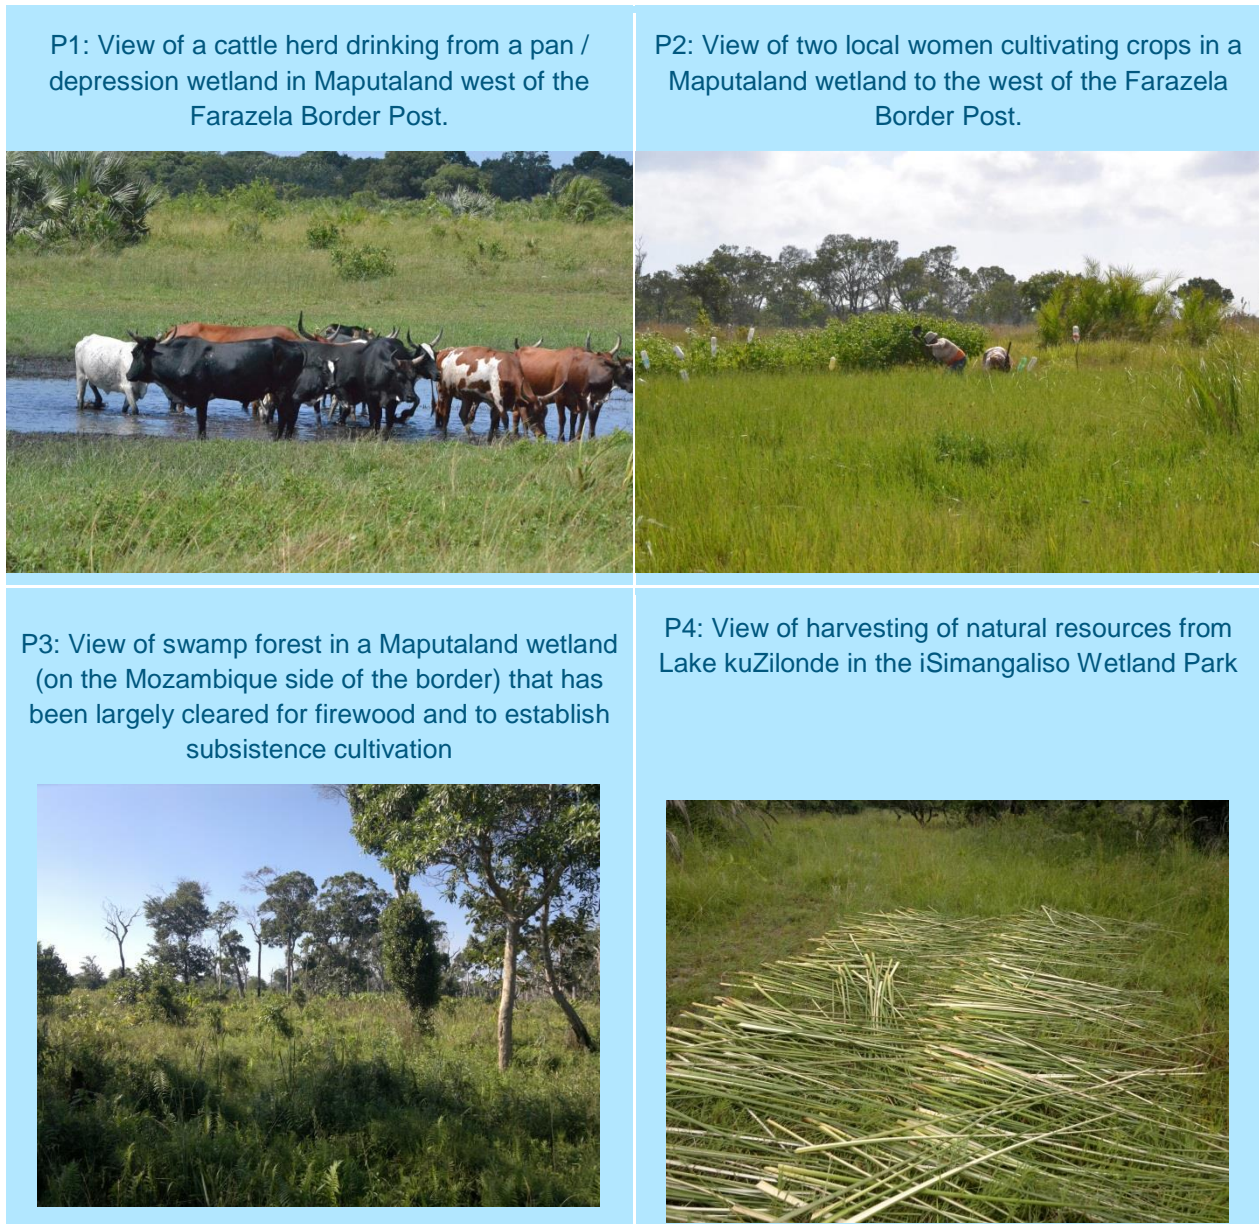 P1: View of a cattle herd drinking from a pan /
depression wetland in Maputaland west of the
Farazela Border Post.
P2: View of two local women cultivating crops in a
Maputaland wetland to the west of the Farazela
Border Post.
P3: View of swamp forest in a Maputaland wetland
(on the Mozambique side of the border) that has
been largely cleared for firewood and to establish
subsistence cultivation
P4: View of harvesting of natural resources from
Lake kuZilonde in the iSimangaliso Wetland Park